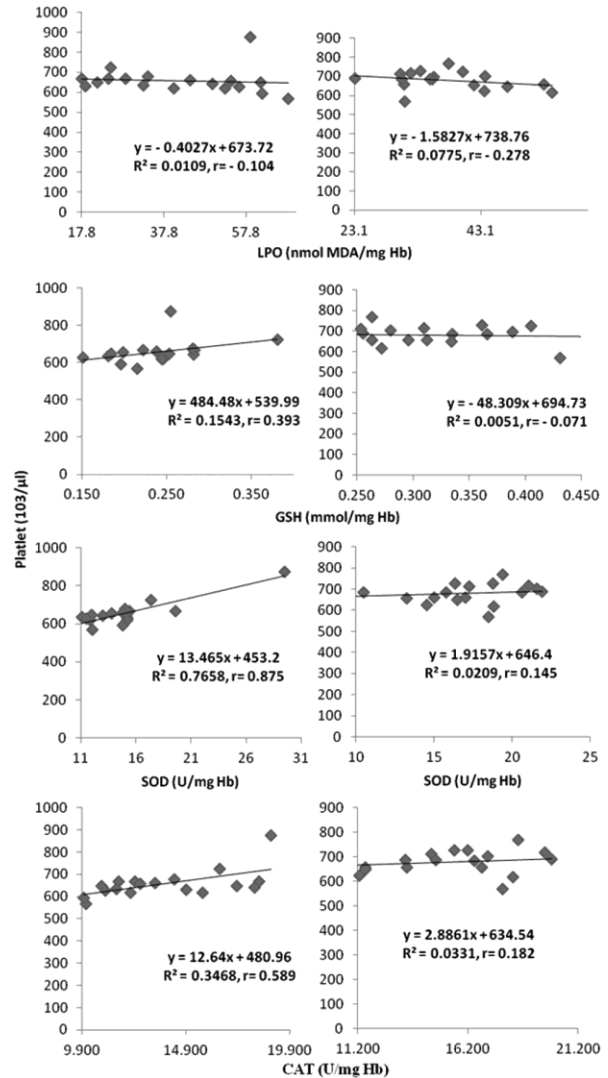 1000
900
800
700
600
500
400
300
200
100
0
17.8 37.8 57.8
y = - 0.4027x + 673.72
R² = 0.0109, r= - 0.104
900
800
700
600
500
400
300
200
100
0
23.1 43.1
y = - 1.5827x + 738.76
R² = 0.0775, r= - 0.278
LPO (nmol MDA/mg Hb)
1000
800
600
400
200
0
0.150 0.250 0.350
y = 484.48x + 539.99
R² = 0.1543, r= 0.393
900
800
700
600
500
400
300
200
100
0
0.250 0.300 0.350 0.400 0.450
y = - 48.309x + 694.73
R² = 0.0051, r= - 0.071
GSH (mmol/mg Hb)
Platlet (103/µl)
1000
800
600
400
200
0
11 16 21 26 31
y = 13.465x + 453.2
R² = 0.7658, r= 0.875
SOD (U/mg Hb)
900
800
700
600
500
400
300
200
100
0
10 15 20 25
y = 1.9157x + 646.4
R² = 0.0209, r= 0.145
SOD (U/mg Hb)
1000
900
800
700
600
500
400
300
200
100
0
9.900 14.900 19.900
y = 12.64x + 480.96
R² = 0.3468, r= 0.589
900
800
700
600
500
400
300
200
100
0
11.200 16.200 21.200
y = 2.8861x + 634.54
R² = 0.0331, r= 0.182
CAT (U/mg Hb)